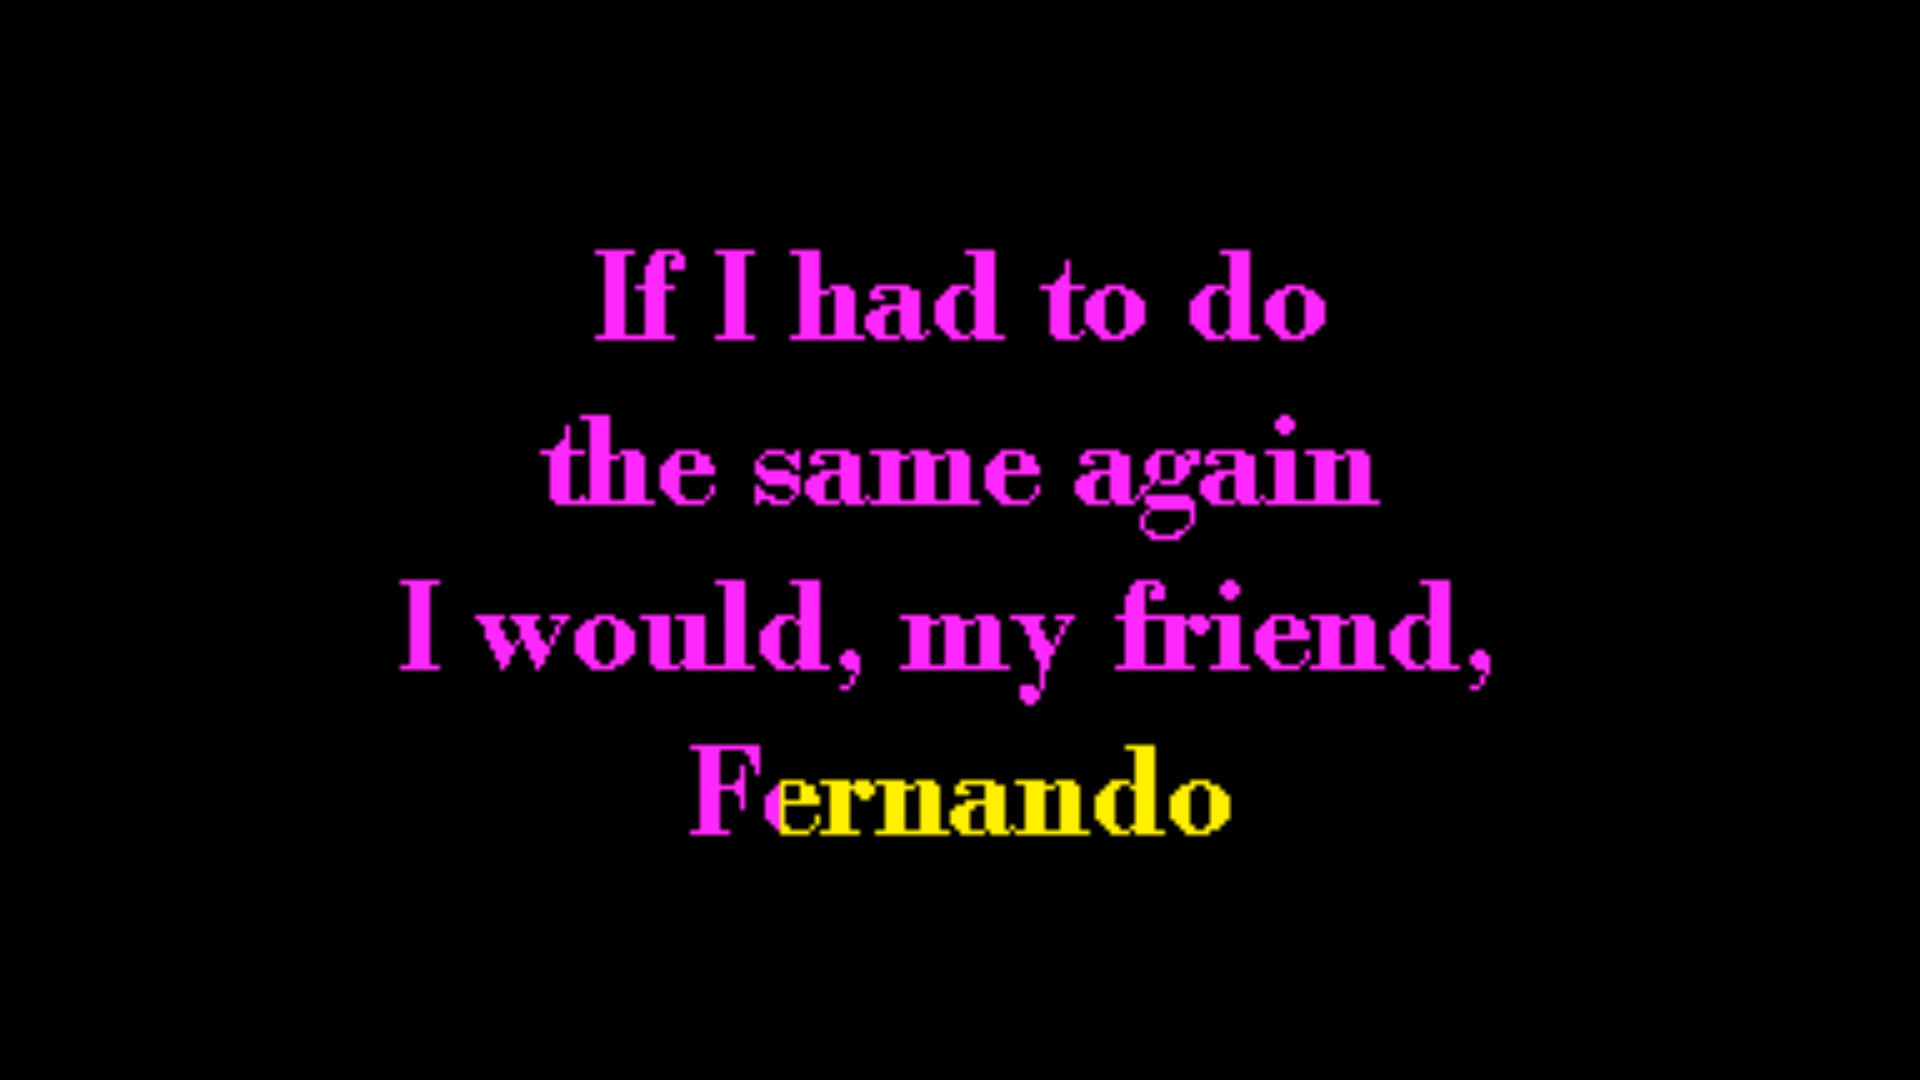 If I had to do
the same again
I would, my friend,
Fernando